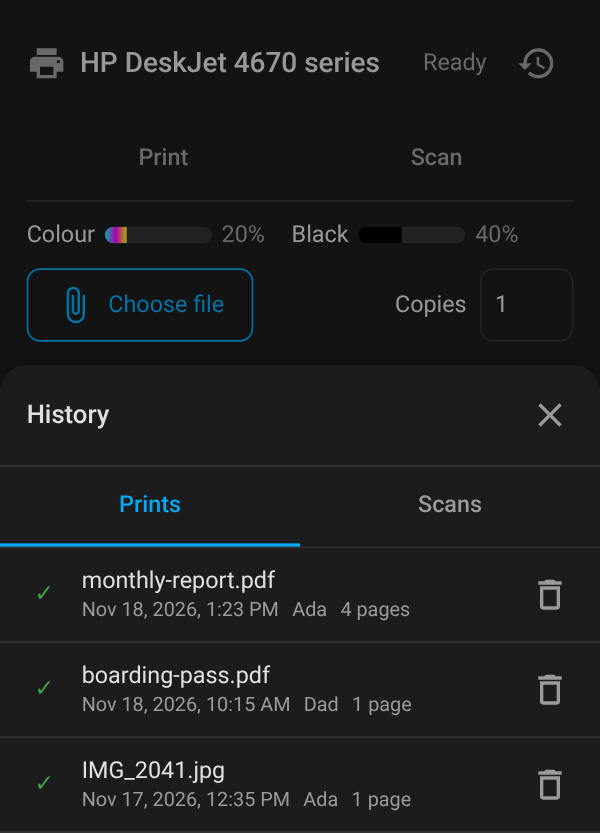 HP DeskJet 4670 series Ready
Print Scan
Colour 20% Black 40%
Choose file Copies 1
History
Prints Scans
monthly-report.pdf
Nov 18, 2026, 1:23 PM Ada 4 pages
boarding-pass.pdf
Nov 18, 2026, 10:15 AM Dad 1 page
IMG_2041.jpg
Nov 17, 2026, 12:35 PM Ada 1 page